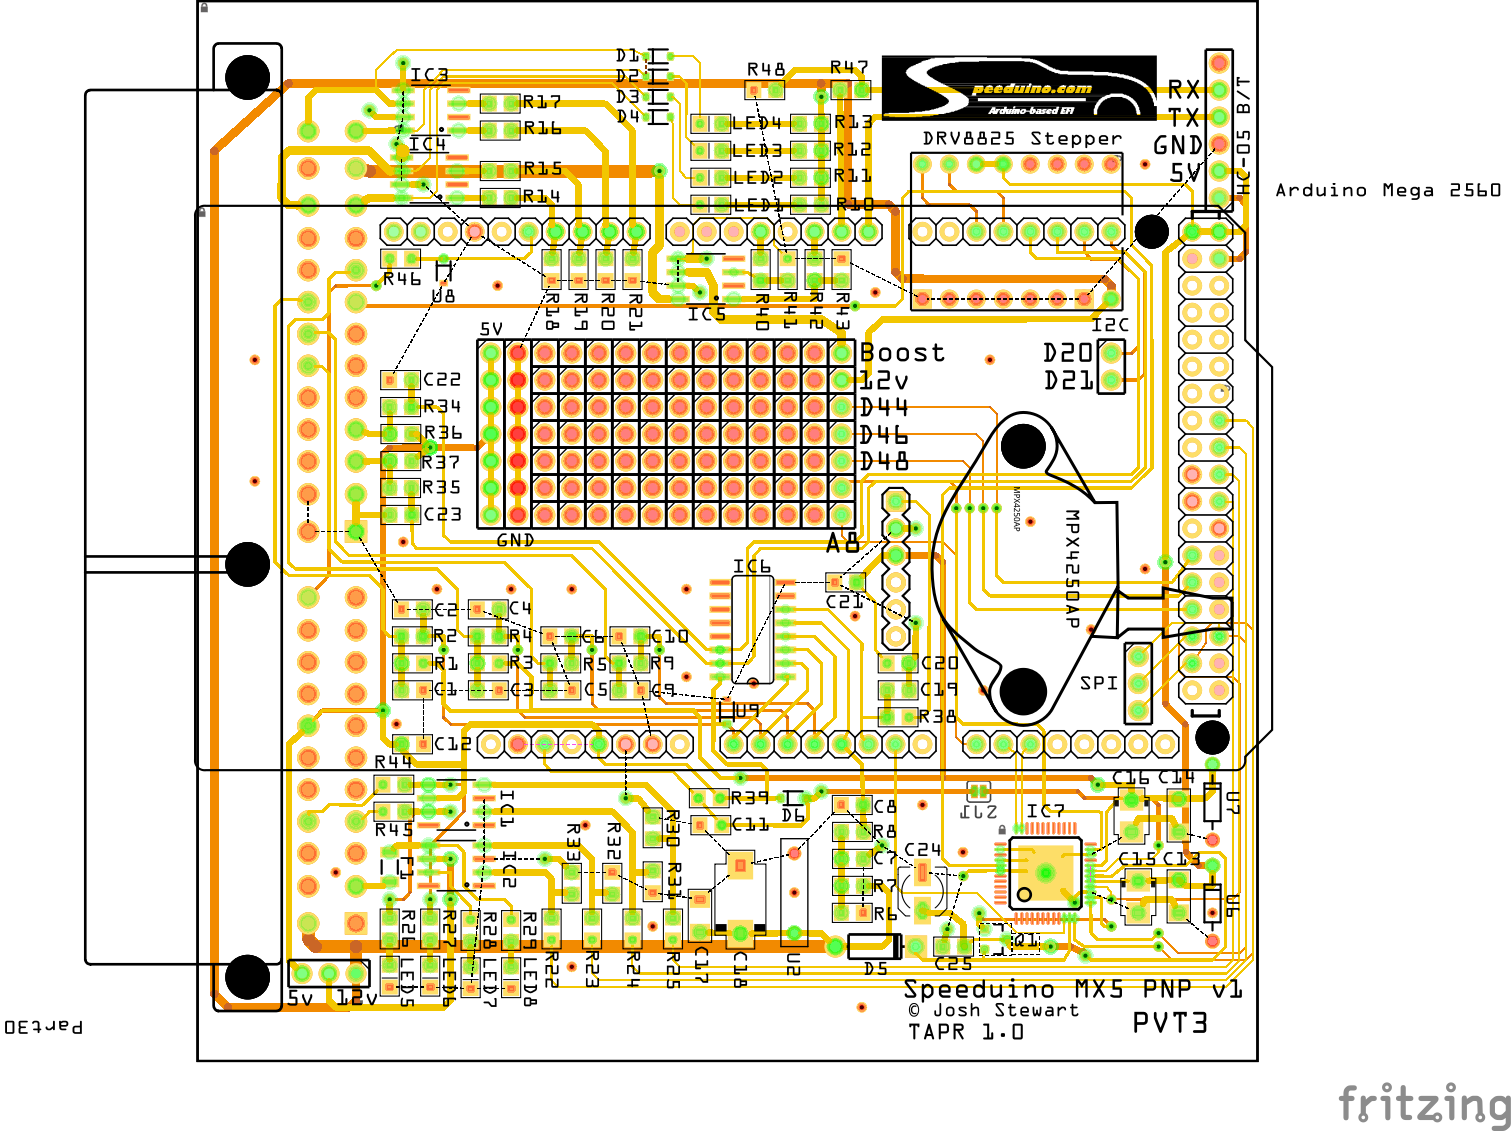 D1
D2
D3
D4
IC3
IC4
R17
R16
R15
R14
R48
R47
LED4
LED3
LED2
LED1
R13
R12
R11
R10
peeduino.com
Arduino-based EFI
DRV8825 Stepper
RX
TX
GND
5V
HC-05 B/T
Arduino Mega 2560
R46
U8
R18
R19
R20
R21
IC5
R40
R41
R42
R43
I2C
5V
Boost
12v
D44
D46
D48
D20
D21
C22
R34
R36
R37
R35
C23
GND
A8
IC6
C21
MPX4250AP
MPX4250AP
C2
C4
C6
C10
R2
R4
R5
R9
R1
R3
C1
C3
C5
C9
U9
C20
C19
R38
SPI
C12
R44
R45
IC1
IC2
F1
R39
C11
D6
R30
R31
R32
R33
C8
R8
C7
R7
R6
C24
JT2
IC7
C16
C14
C15
C13
U7
U6
R26
R27
R28
R29
LED5
LED6
LED7
LED8
R22
R23
R24
R25
C17
C18
U2
D5
C25
Q1
5v
12v
Part30
Speeduino MX5 PNP v1
© Josh Stewart
TAPR 1.0
PVT3
fritzing